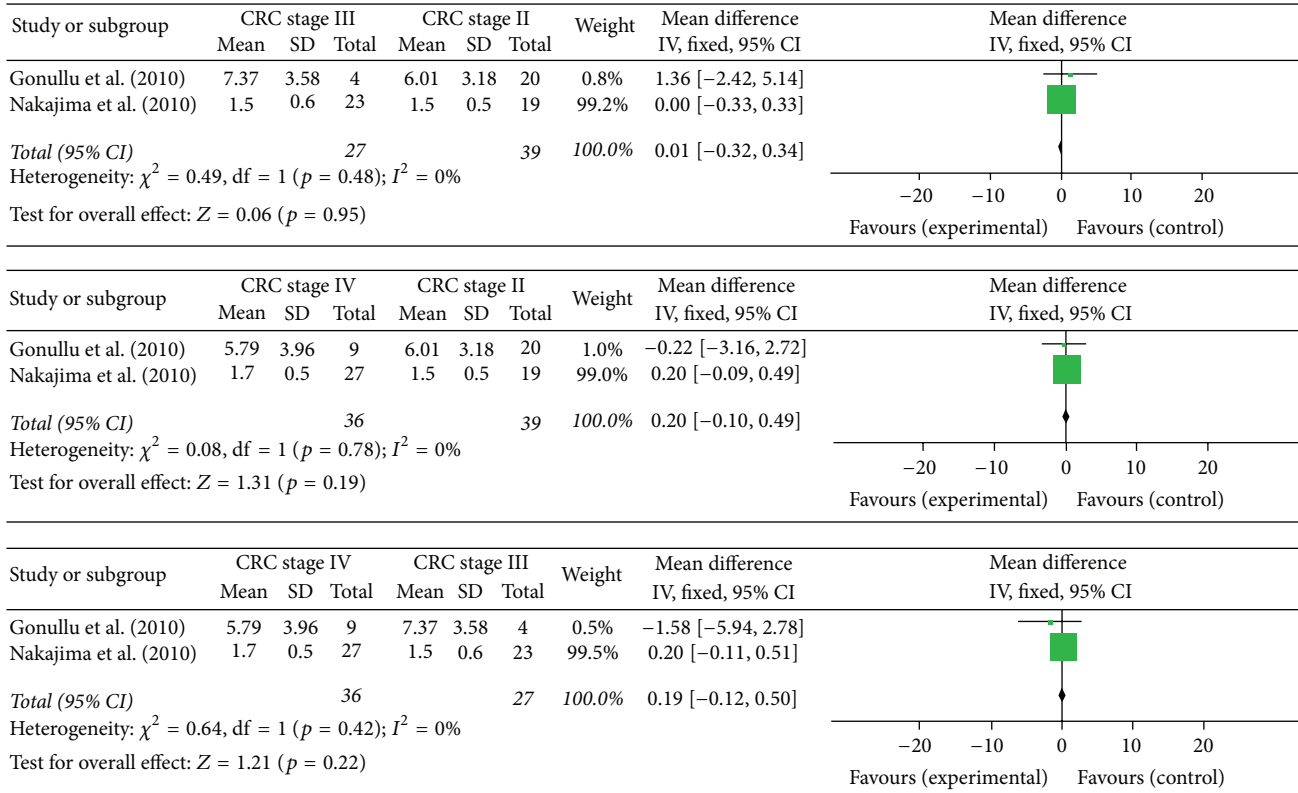 Study or subgroup CRC stage III CRC stage II Weight Mean difference Mean difference
Mean SD Total Mean SD Total IV, fixed, 95% CI IV, fixed, 95% CI
Gonullu et al. (2010) 7.37 3.58 4 6.01 3.18 20 0.8% 1.36 [−2.42, 5.14]
Nakajima et al. (2010) 1.5 0.6 23 1.5 0.5 19 99.2% 0.00 [−0.33, 0.33]
Total (95% CI) 27 39 100.0% 0.01 [−0.32, 0.34]
Heterogeneity: χ² = 0.49, df = 1 (p = 0.48); I² = 0%
−20 −10 0 10 20
Test for overall effect: Z = 0.06 (p = 0.95)
Favours (experimental) Favours (control)
Study or subgroup CRC stage IV CRC stage II Weight Mean difference Mean difference
Mean SD Total Mean SD Total IV, fixed, 95% CI IV, fixed, 95% CI
Gonullu et al. (2010) 5.79 3.96 9 6.01 3.18 20 1.0% −0.22 [−3.16, 2.72]
Nakajima et al. (2010) 1.7 0.5 27 1.5 0.5 19 99.0% 0.20 [−0.09, 0.49]
Total (95% CI) 36 39 100.0% 0.20 [−0.10, 0.49]
Heterogeneity: χ² = 0.08, df = 1 (p = 0.78); I² = 0%
−20 −10 0 10 20
Test for overall effect: Z = 1.31 (p = 0.19)
Favours (experimental) Favours (control)
Study or subgroup CRC stage IV CRC stage III Weight Mean difference Mean difference
Mean SD Total Mean SD Total IV, fixed, 95% CI IV, fixed, 95% CI
Gonullu et al. (2010) 5.79 3.96 9 7.37 3.58 4 0.5% −1.58 [−5.94, 2.78]
Nakajima et al. (2010) 1.7 0.5 27 1.5 0.6 23 99.5% 0.20 [−0.11, 0.51]
Total (95% CI) 36 27 100.0% 0.19 [−0.12, 0.50]
Heterogeneity: χ² = 0.64, df = 1 (p = 0.42); I² = 0%
−20 −10 0 10 20
Test for overall effect: Z = 1.21 (p = 0.22)
Favours (experimental) Favours (control)